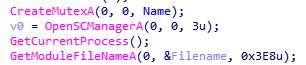 CreateMutexA(0, 0, Name);
v0 = OpenSCManagerA(0, 0, 3u);
GetCurrentProcess();
GetModuleFileNameA(0, &Filename, 0x3E8u);